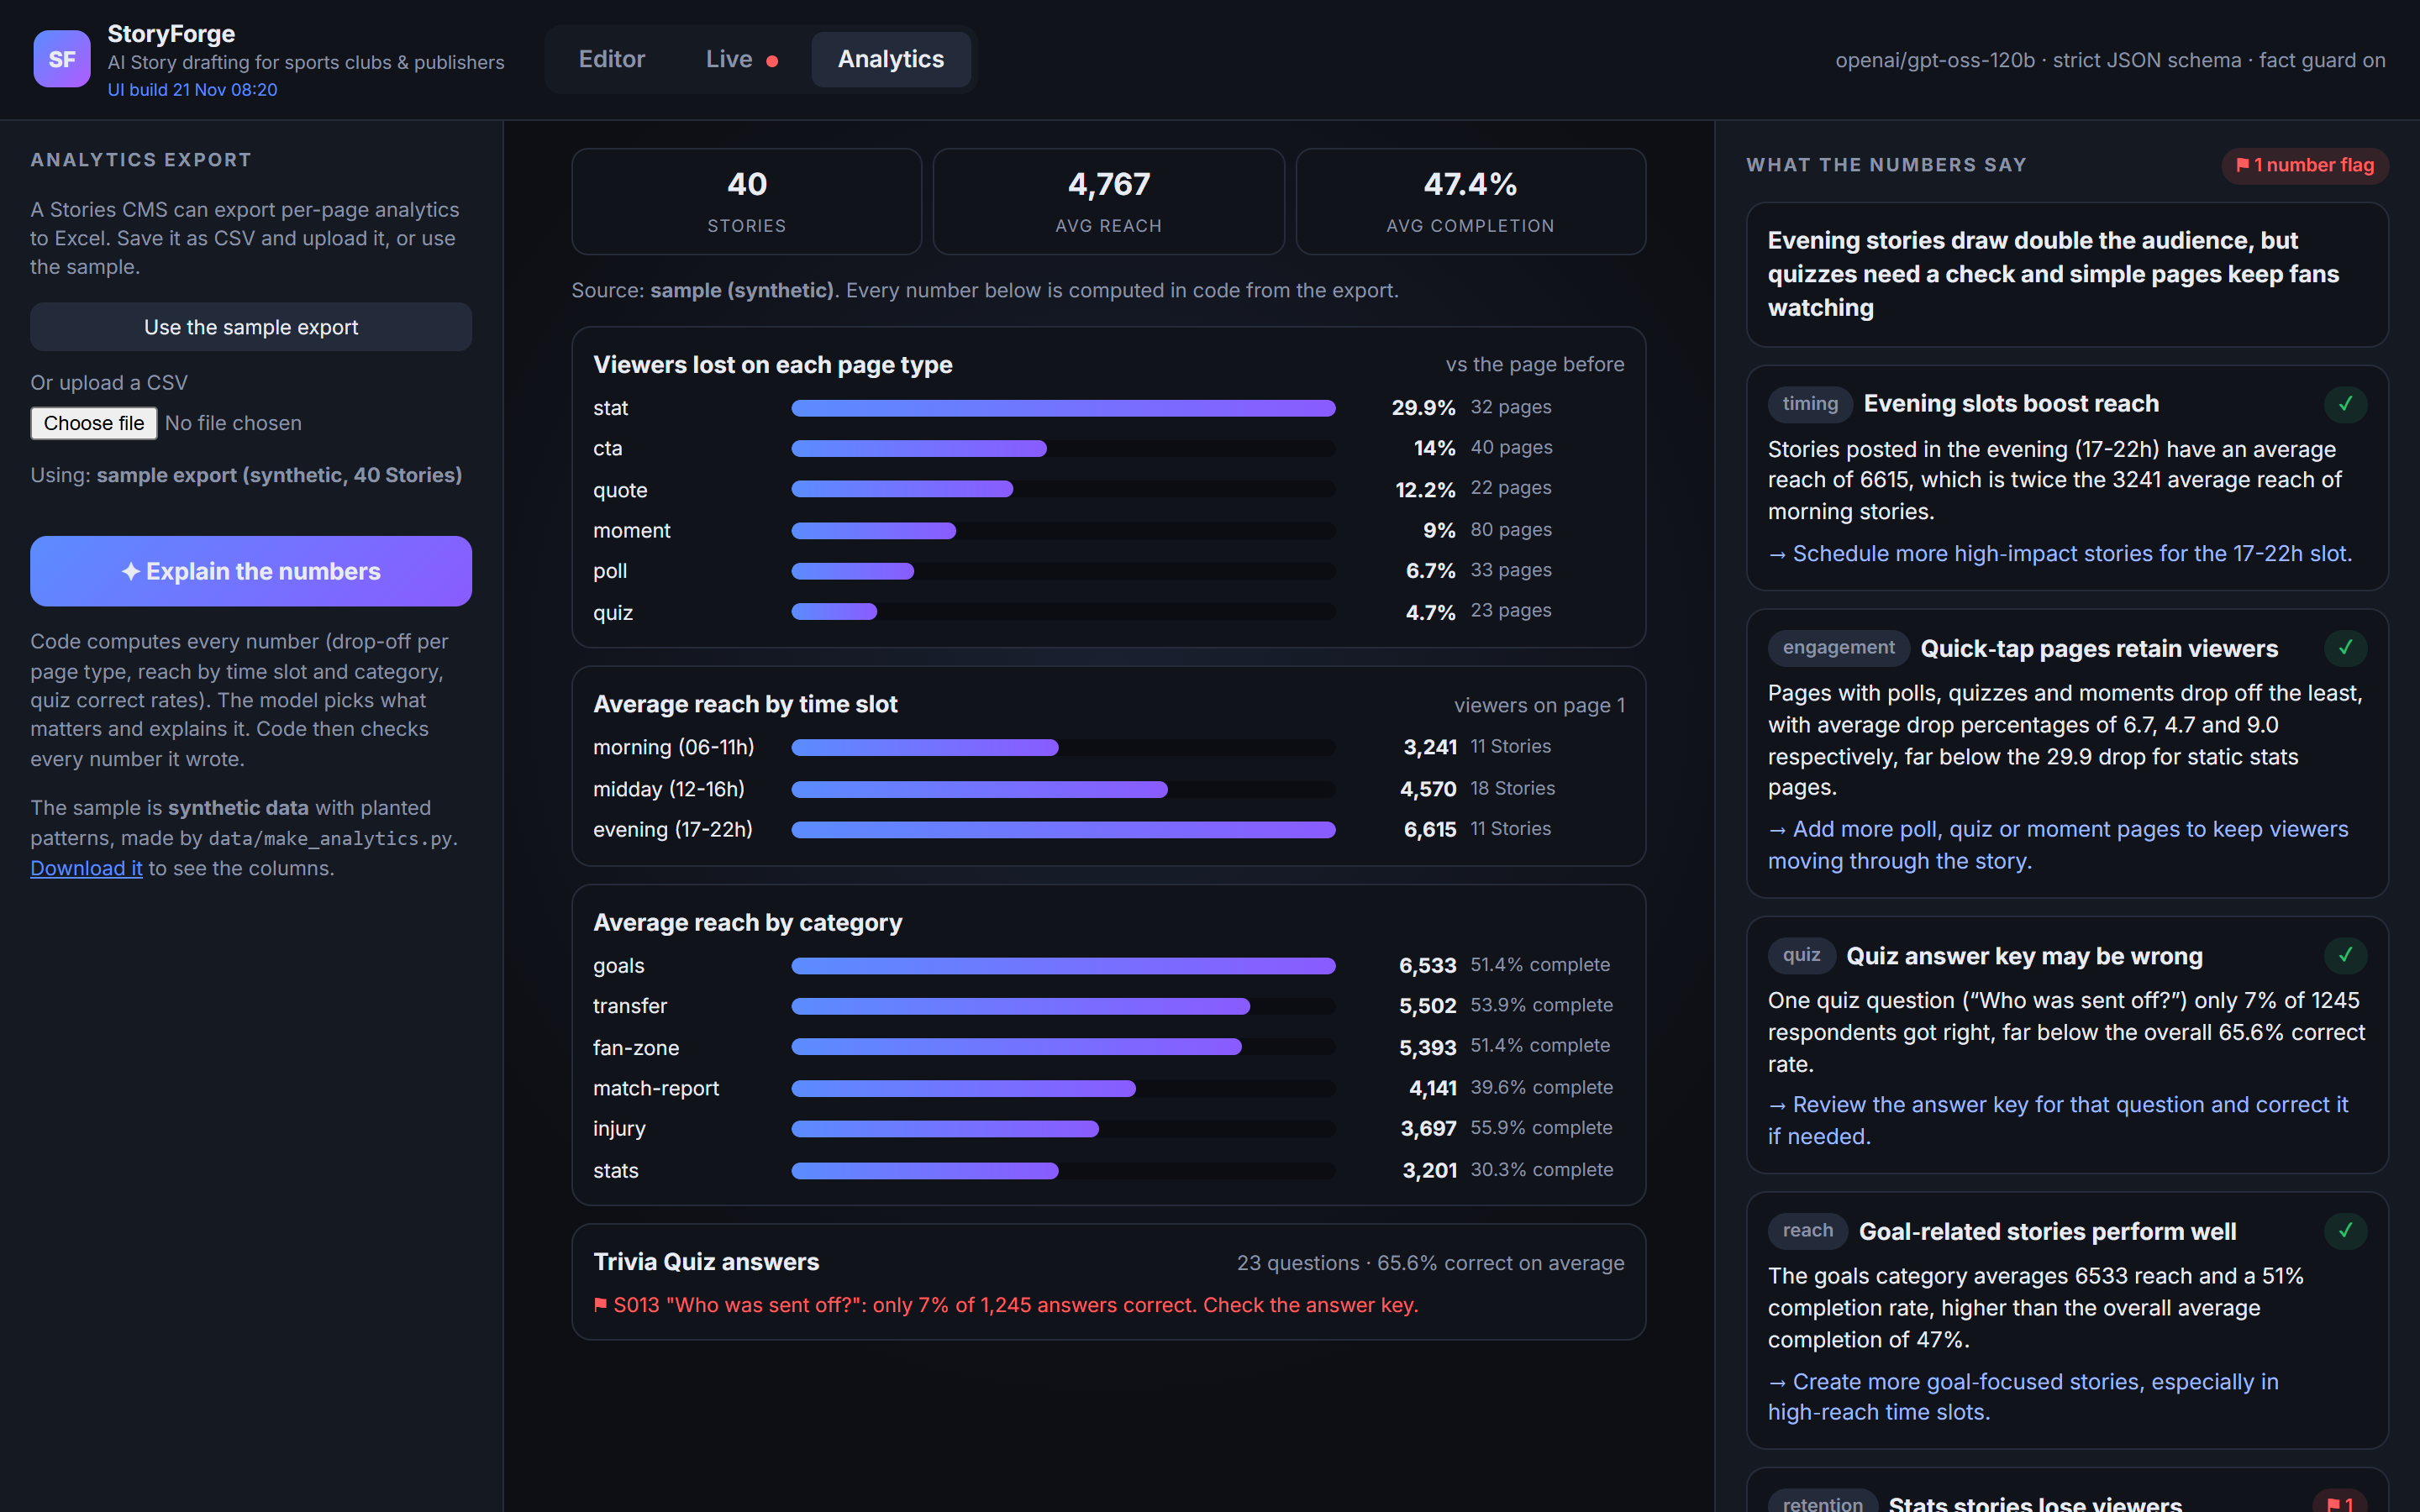 SF
StoryForge
AI Story drafting for sports clubs & publishers
UI build 21 Nov 08:20
Editor
Live
Analytics
openai/gpt-oss-120b · strict JSON schema · fact guard on
ANALYTICS EXPORT
A Stories CMS can export per-page analytics
to Excel. Save it as CSV and upload it, or use
the sample.
Use the sample export
Or upload a CSV
Choose file No file chosen
Using: sample export (synthetic, 40 Stories)
✦ Explain the numbers
Code computes every number (drop-off per
page type, reach by time slot and category,
quiz correct rates). The model picks what
matters and explains it. Code then checks
every number it wrote.
The sample is synthetic data with planted
patterns, made by data/make_analytics.py.
Download it to see the columns.
40
STORIES
4,767
AVG REACH
47.4%
AVG COMPLETION
Source: sample (synthetic). Every number below is computed in code from the export.
Viewers lost on each page type vs the page before
stat 29.9% 32 pages
cta 14% 40 pages
quote 12.2% 22 pages
moment 9% 80 pages
poll 6.7% 33 pages
quiz 4.7% 23 pages
Average reach by time slot viewers on page 1
morning (06-11h) 3,241 11 Stories
midday (12-16h) 4,570 18 Stories
evening (17-22h) 6,615 11 Stories
Average reach by category
goals 6,533 51.4% complete
transfer 5,502 53.9% complete
fan-zone 5,393 51.4% complete
match-report 4,141 39.6% complete
injury 3,697 55.9% complete
stats 3,201 30.3% complete
Trivia Quiz answers 23 questions · 65.6% correct on average
⚑ S013 "Who was sent off?": only 7% of 1,245 answers correct. Check the answer key.
WHAT THE NUMBERS SAY
⚑ 1 number flag
Evening stories draw double the audience, but
quizzes need a check and simple pages keep fans
watching
timing Evening slots boost reach ✓
Stories posted in the evening (17-22h) have an average
reach of 6615, which is twice the 3241 average reach of
morning stories.
→ Schedule more high-impact stories for the 17-22h slot.
engagement Quick-tap pages retain viewers ✓
Pages with polls, quizzes and moments drop off the least,
with average drop percentages of 6.7, 4.7 and 9.0
respectively, far below the 29.9 drop for static stats
pages.
→ Add more poll, quiz or moment pages to keep viewers
moving through the story.
quiz Quiz answer key may be wrong ✓
One quiz question (“Who was sent off?”) only 7% of 1245
respondents got right, far below the overall 65.6% correct
rate.
→ Review the answer key for that question and correct it
if needed.
reach Goal-related stories perform well ✓
The goals category averages 6533 reach and a 51%
completion rate, higher than the overall average
completion of 47%.
→ Create more goal-focused stories, especially in
high-reach time slots.
retention Stats stories lose viewers ⚑ 1